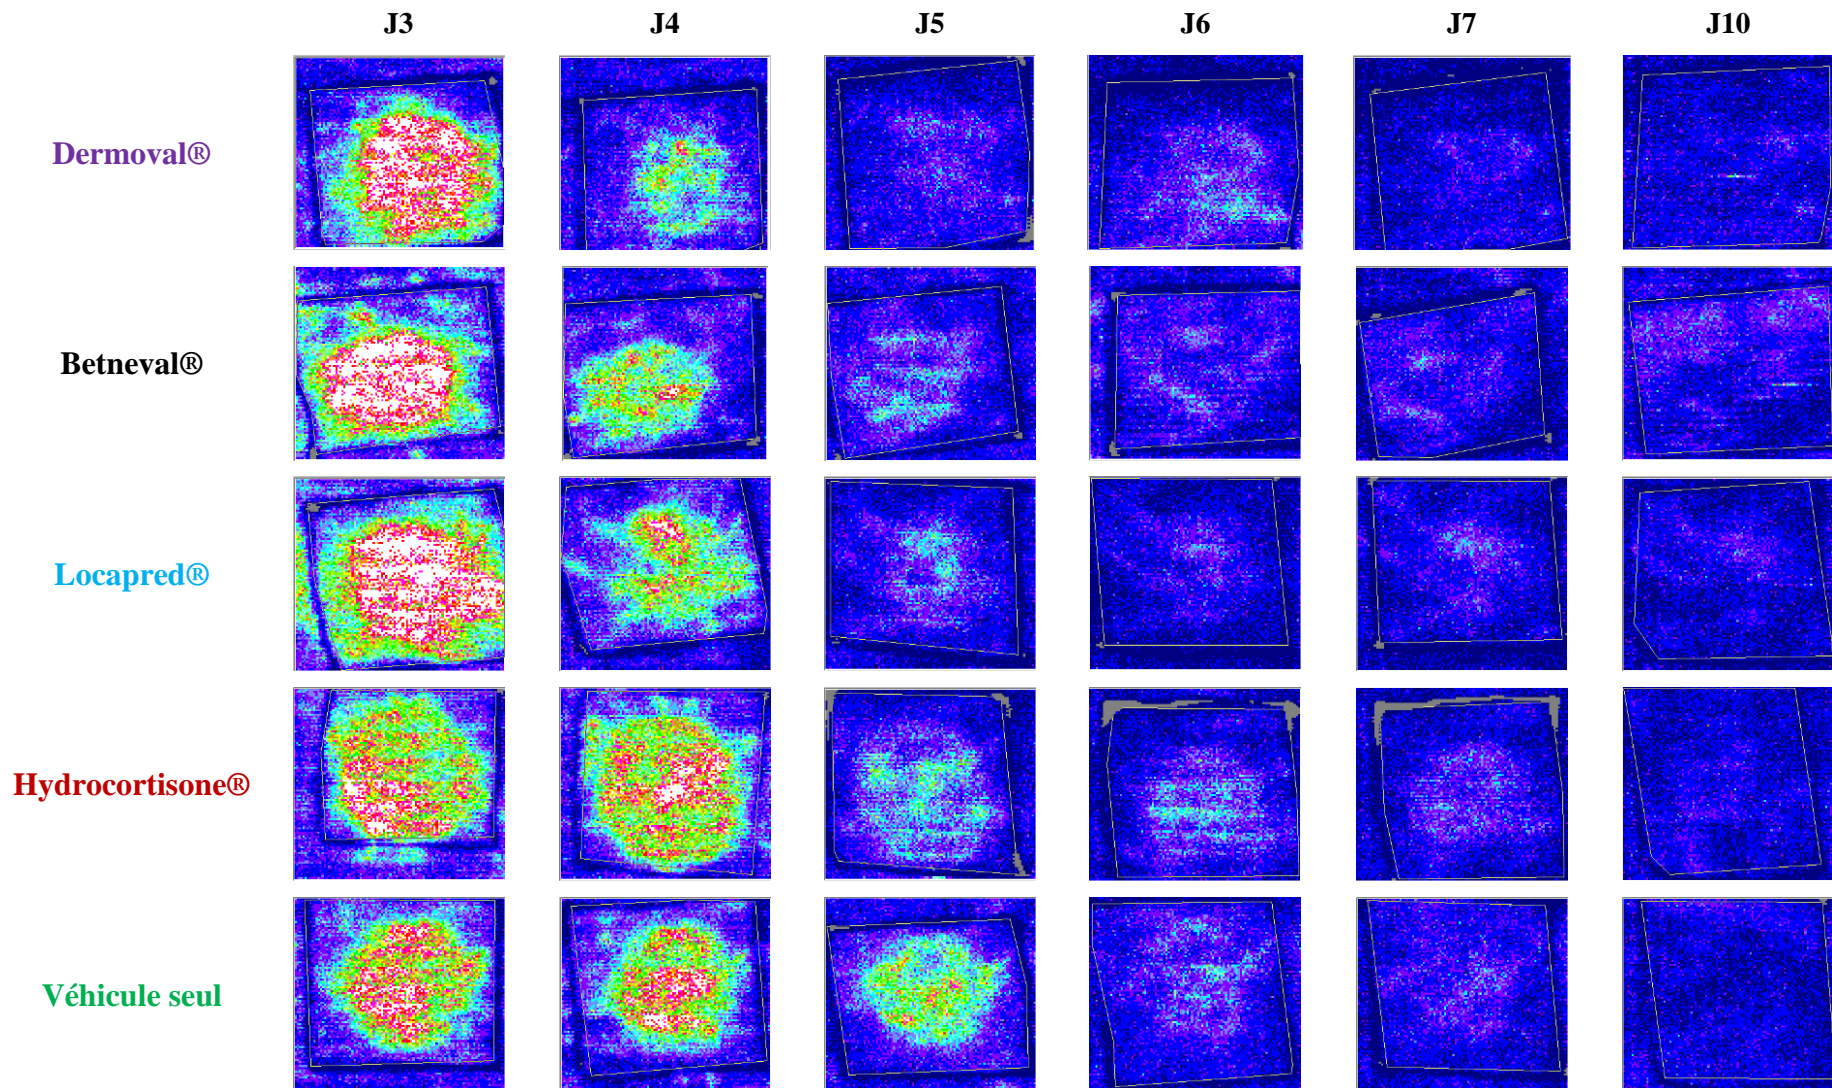 J3 J4 J5 J6 J7 J10
Dermoval®
Betneval®
Locapred®
Hydrocortisone®
Véhicule seul